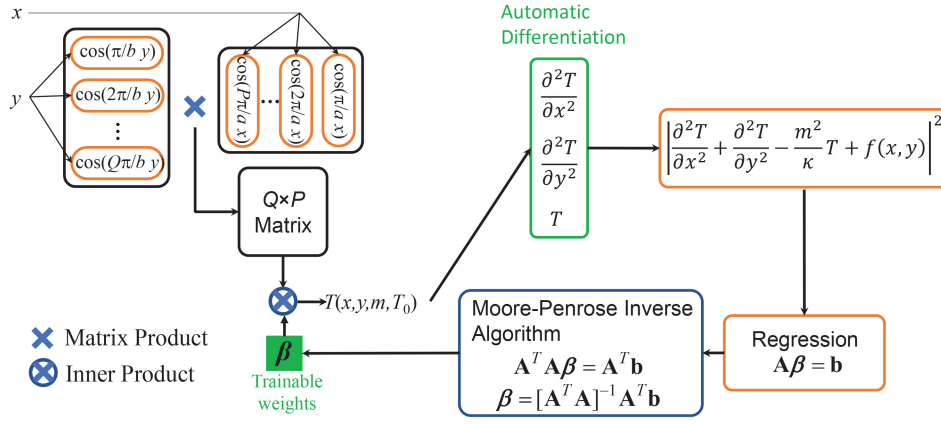 x
y
cos(π/b y)
cos(2π/b y)
...
cos(Qπ/b y)
cos(Pπ/a x)
...
cos(2π/a x)
cos(π/a x)
Q×P
Matrix
T(x,y,m,T₀)
β
Trainable
weights
Matrix Product
Inner Product
Automatic
Differentiation
∂²T
∂x²
∂²T
∂y²
T
|∂²T/∂x² + ∂²T/∂y² − m²/κ T + f(x, y)|²
Regression
Aβ = b
Moore-Penrose Inverse
Algorithm
AᵀAβ = Aᵀb
β = [AᵀA]⁻¹Aᵀb